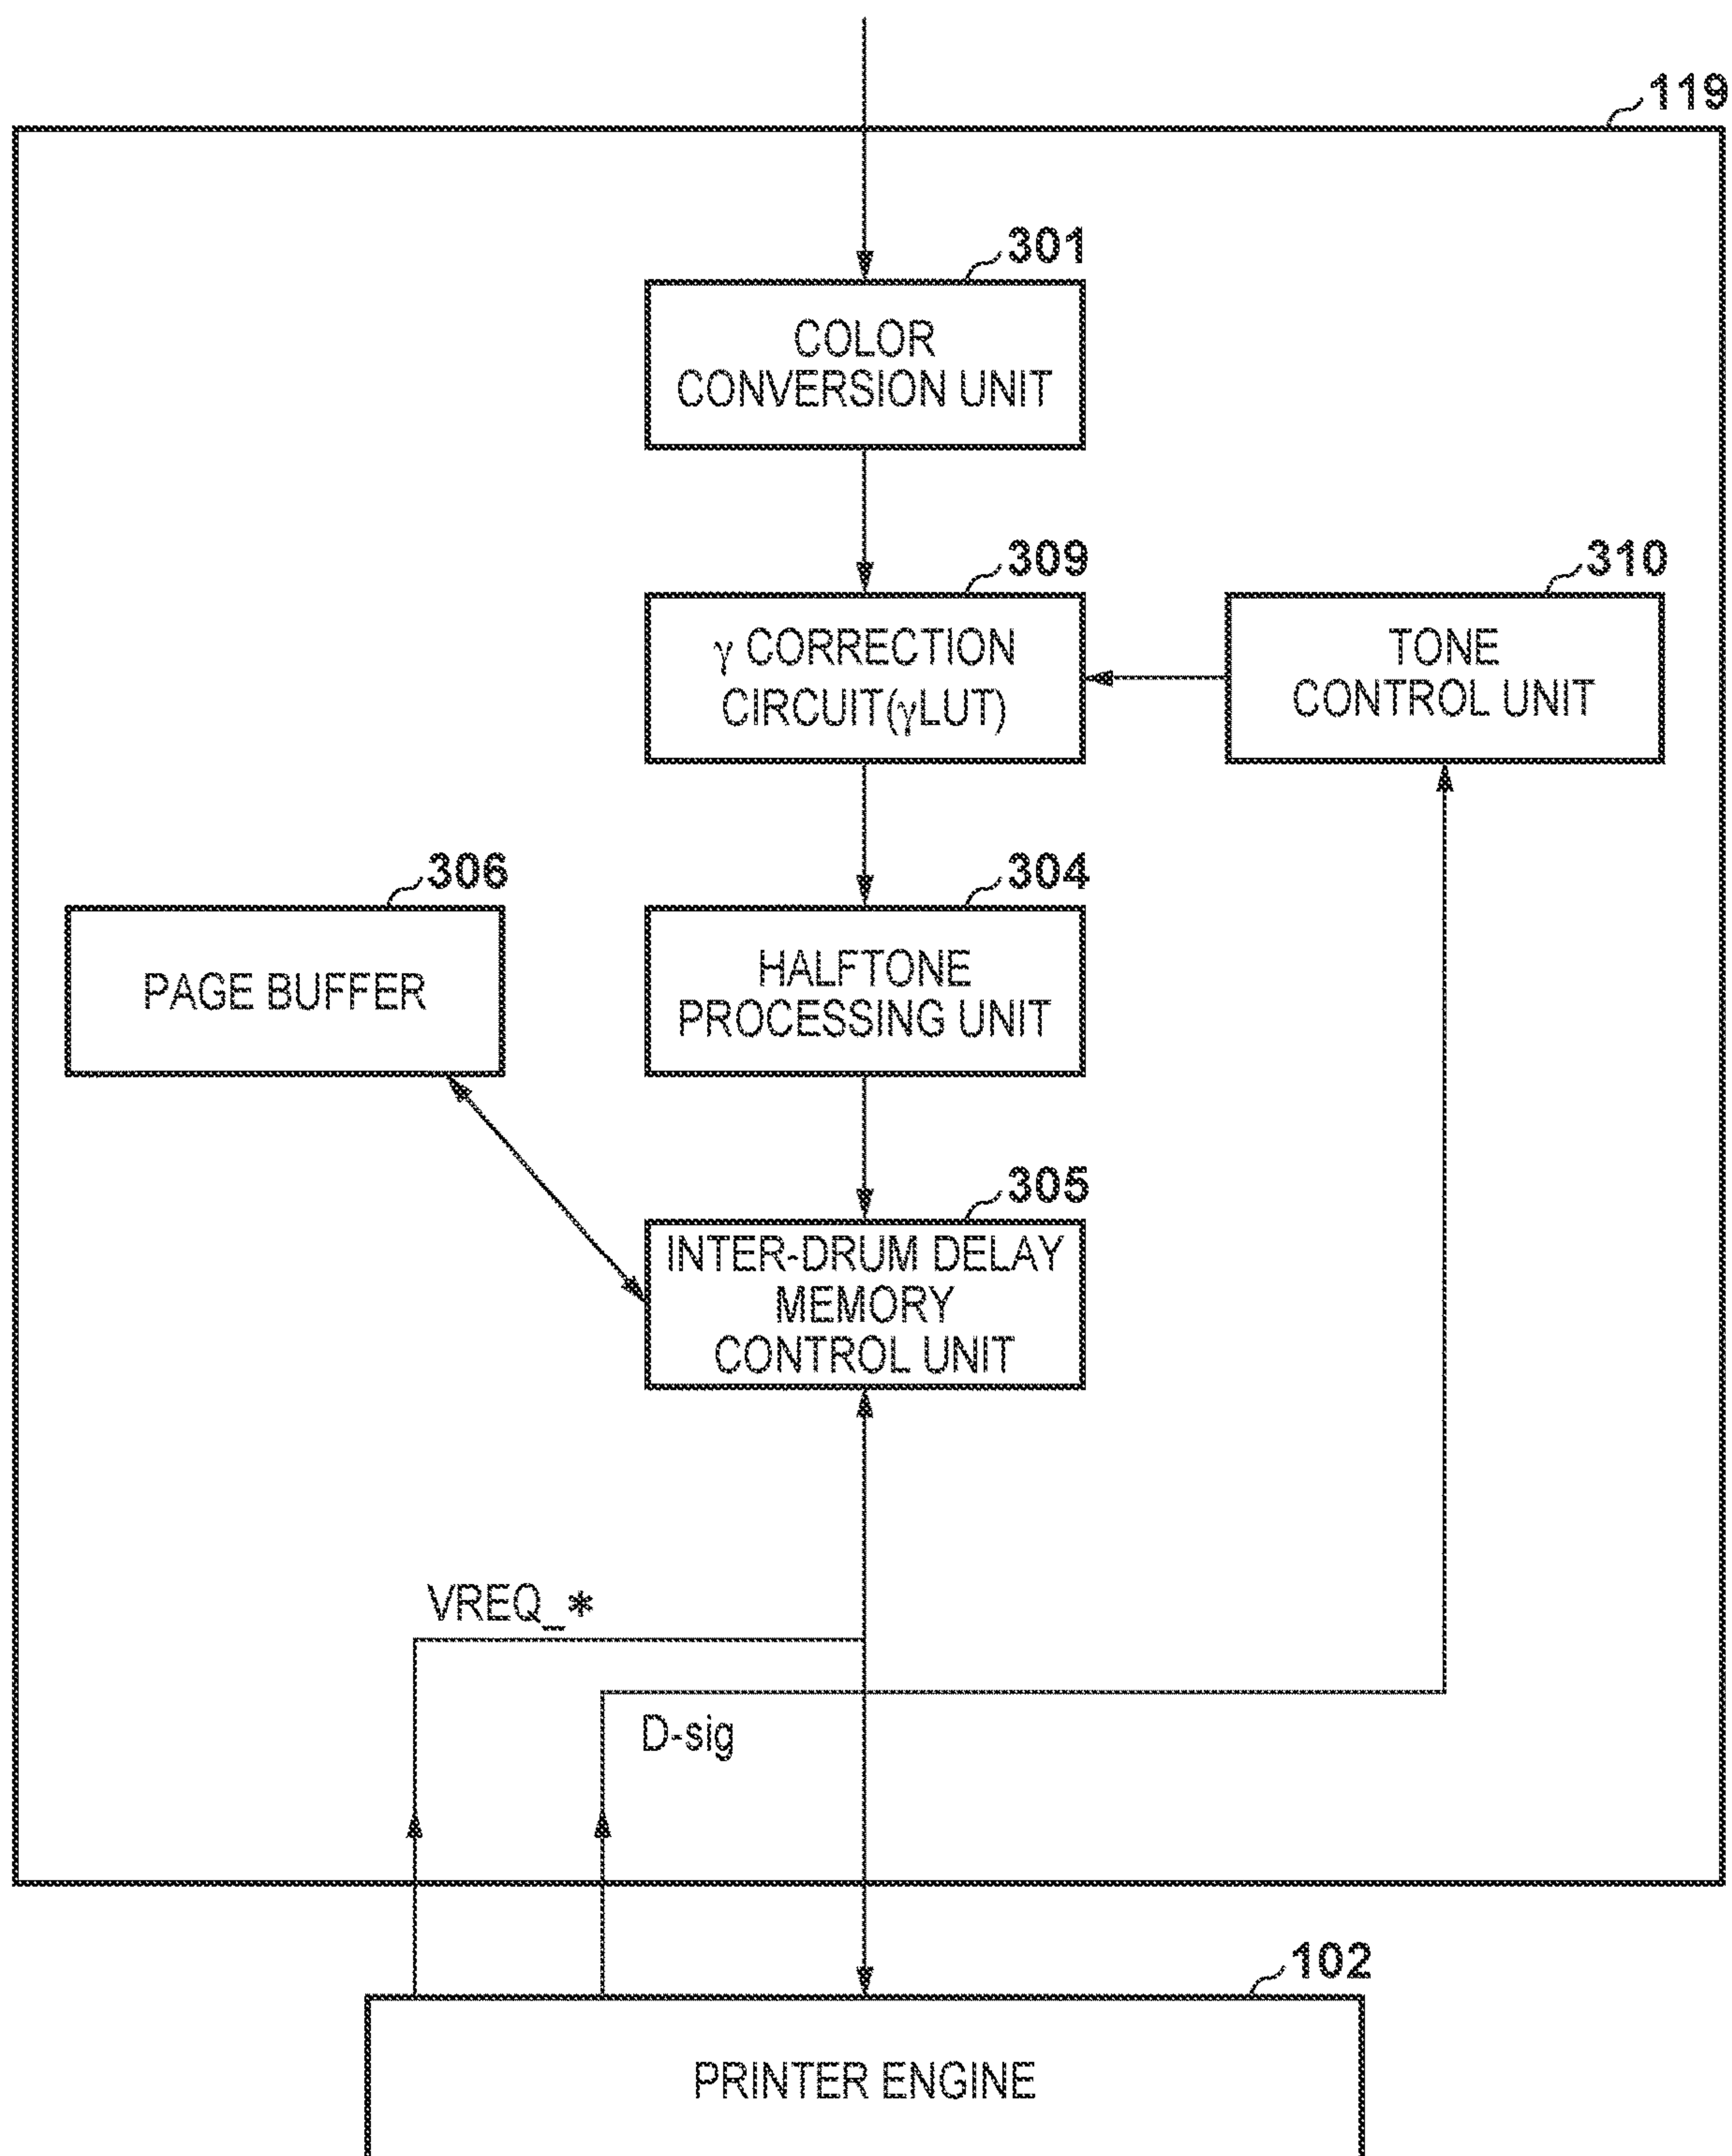 119
301
COLOR
CONVERSION UNIT
309
γ CORRECTION
CIRCUIT(γLUT)
310
TONE
CONTROL UNIT
306
PAGE BUFFER
304
HALFTONE
PROCESSING UNIT
305
INTER-DRUM DELAY
MEMORY
CONTROL UNIT
VREQ_*
D-sig
102
PRINTER ENGINE